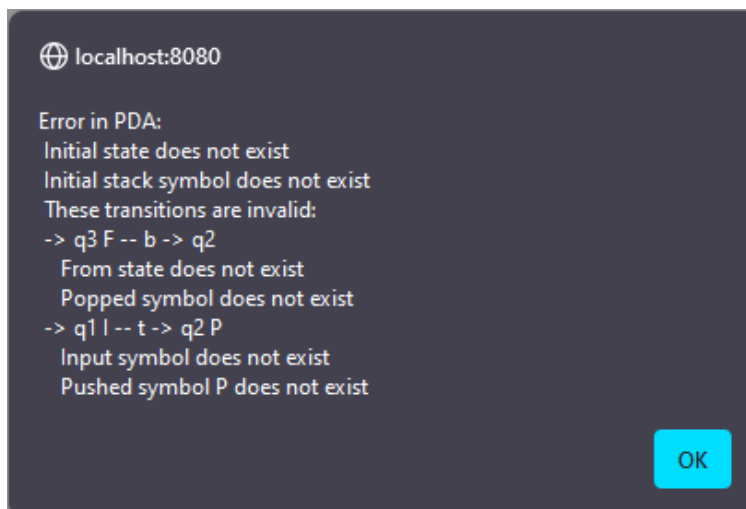 localhost:8080
Error in PDA:
Initial state does not exist
Initial stack symbol does not exist
These transitions are invalid:
-> q3 F -- b -> q2
From state does not exist
Popped symbol does not exist
-> q1 I -- t -> q2 P
Input symbol does not exist
Pushed symbol P does not exist
OK